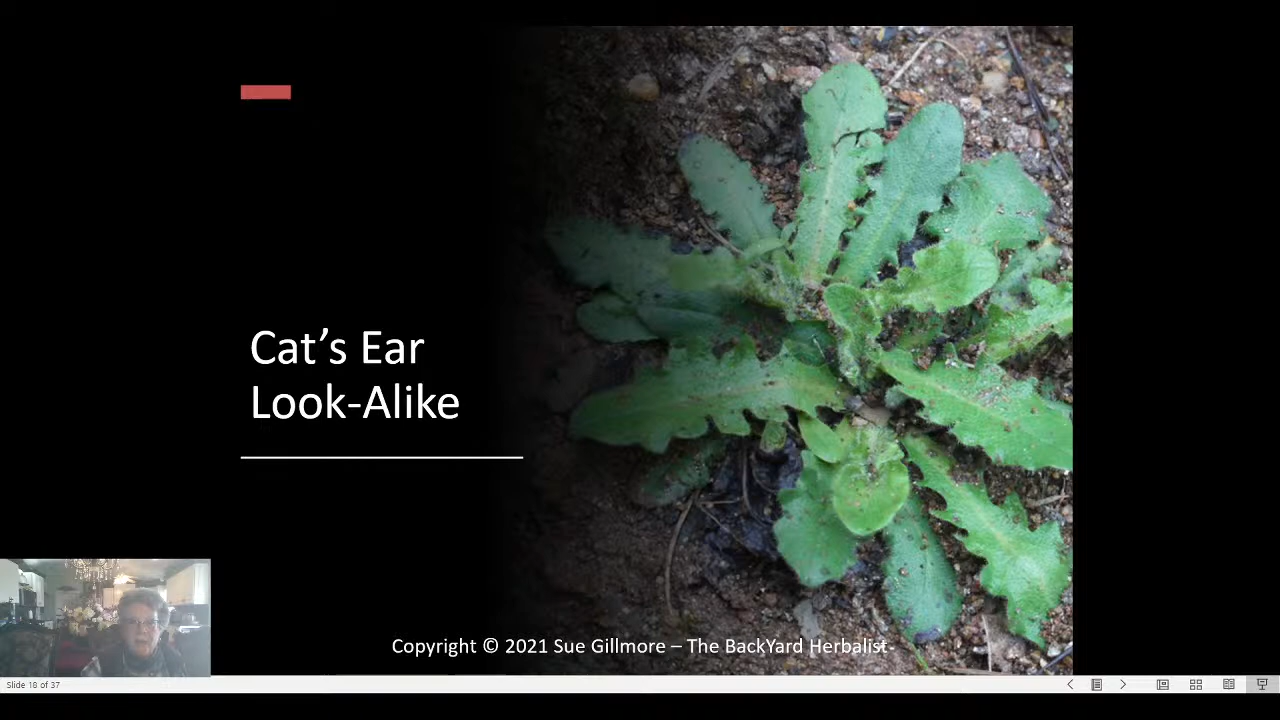 Cat’s Ear
Look-Alike
Copyright © 2021 Sue Gillmore – The BackYard Herbalist-
Slide 18 of 37